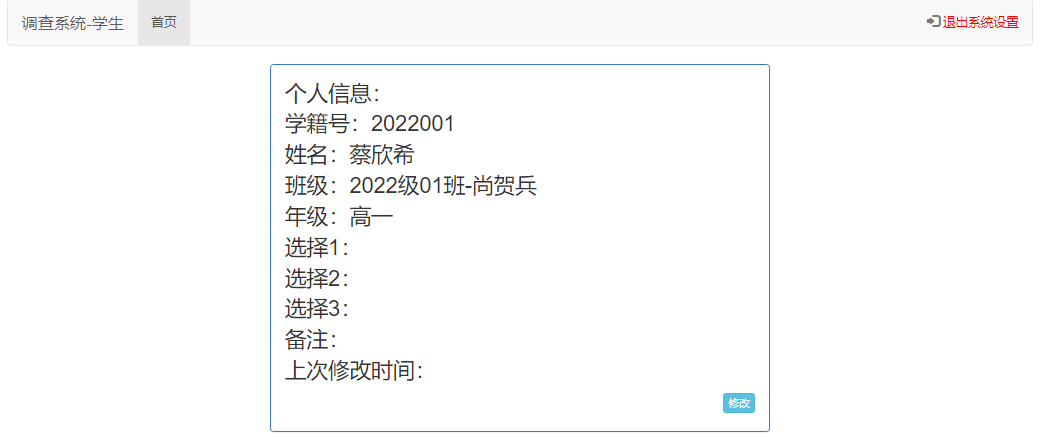 调查系统-学生 首页 退出系统设置
个人信息：
学籍号：2022001
姓名：蔡欣希
班级：2022级01班-尚贺兵
年级：高一
选择1：
选择2：
选择3：
备注：
上次修改时间：
修改